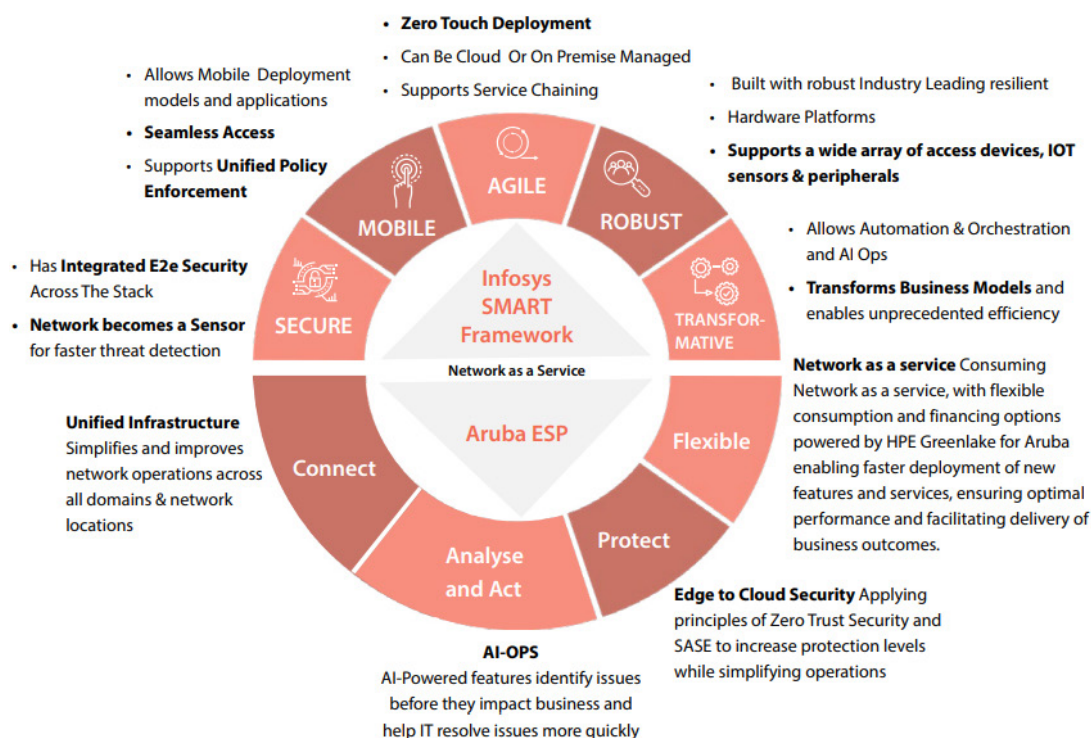 • Zero Touch Deployment
• Can Be Cloud Or On Premise Managed
• Supports Service Chaining
• Allows Mobile Deployment
models and applications
• Seamless Access
• Supports Unified Policy
Enforcement
• Built with robust Industry Leading resilient
• Hardware Platforms
• Supports a wide array of access devices, IOT
sensors & peripherals
• Has Integrated E2e Security
Across The Stack
• Network becomes a Sensor
for faster threat detection
• Allows Automation & Orchestration
and AI Ops
• Transforms Business Models and
enables unprecedented efficiency
SECURE
MOBILE
AGILE
ROBUST
TRANSFOR-
MATIVE
Infosys
SMART
Framework
Network as a Service
Aruba ESP
Connect
Analyse
and Act
Protect
Flexible
Unified Infrastructure
Simplifies and improves
network operations across
all domains & network
locations
Network as a service Consuming
Network as a service, with flexible
consumption and financing options
powered by HPE Greenlake for Aruba
enabling faster deployment of new
features and services, ensuring optimal
performance and facilitating delivery of
business outcomes.
Edge to Cloud Security Applying
principles of Zero Trust Security and
SASE to increase protection levels
while simplifying operations
AI-OPS
AI-Powered features identify issues
before they impact business and
help IT resolve issues more quickly